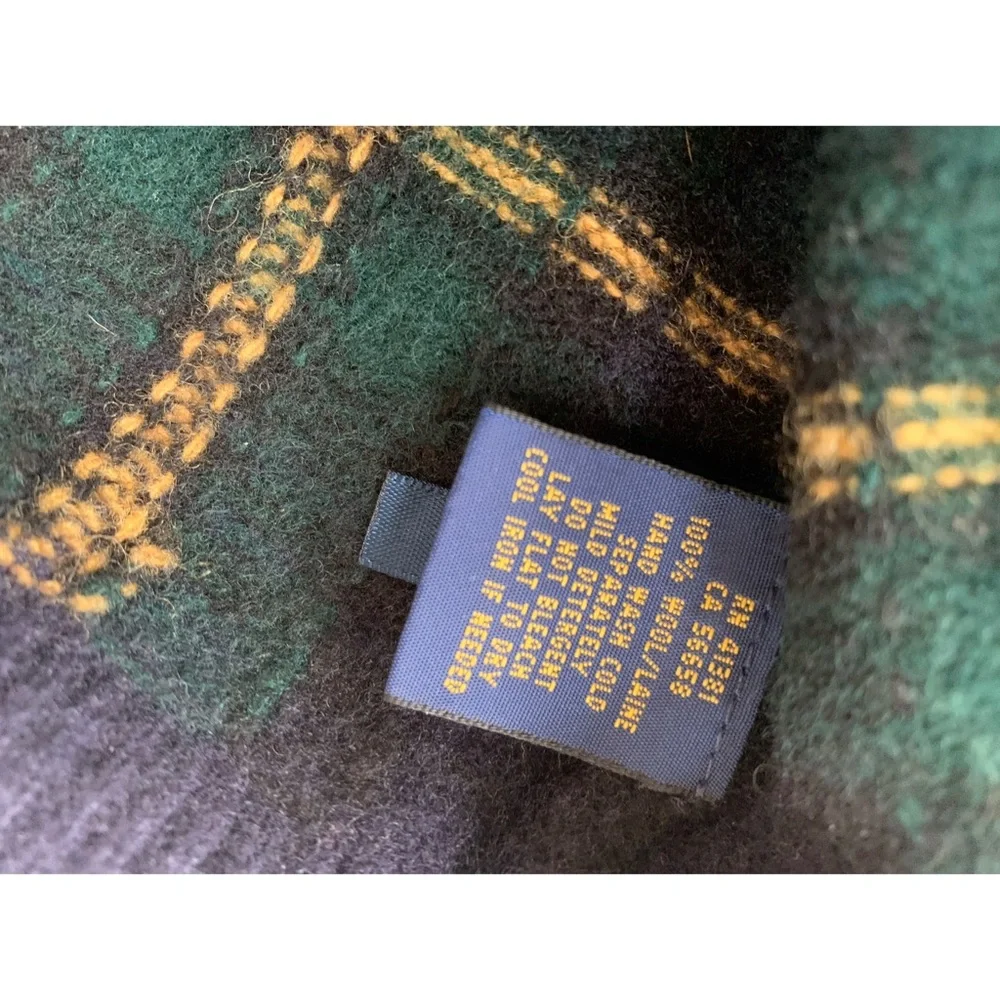 RN 41381
CA 56558
100% WOOL/LAINE
HAND WASH COLD
SEPARATELY
MILD DETERGENT
DO NOT BLEACH
LAY FLAT TO DRY
COOL IRON IF NEEDED